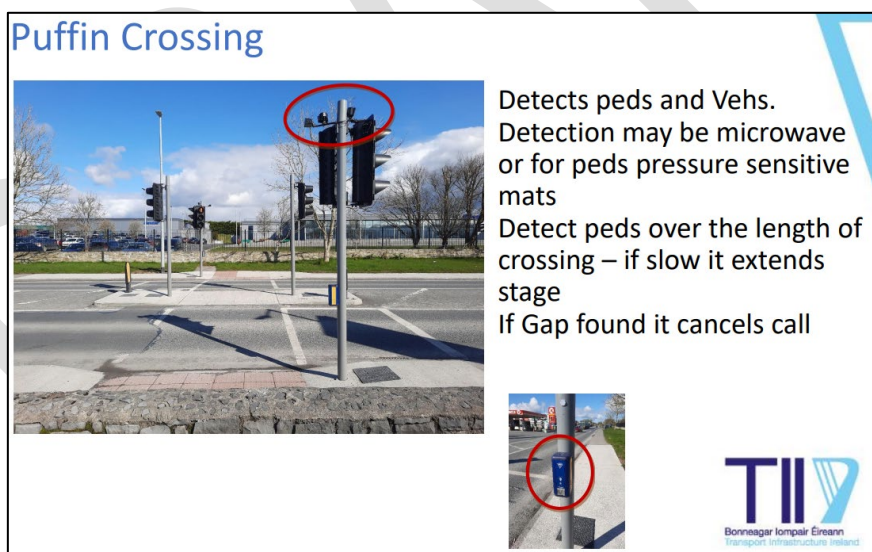 Puffin Crossing
Detects peds and Vehs.
Detection may be microwave
or for peds pressure sensitive
mats
Detect peds over the length of
crossing – if slow it extends
stage
If Gap found it cancels call
TII
Bonneagar Iompair Éireann
Transport Infrastructure Ireland